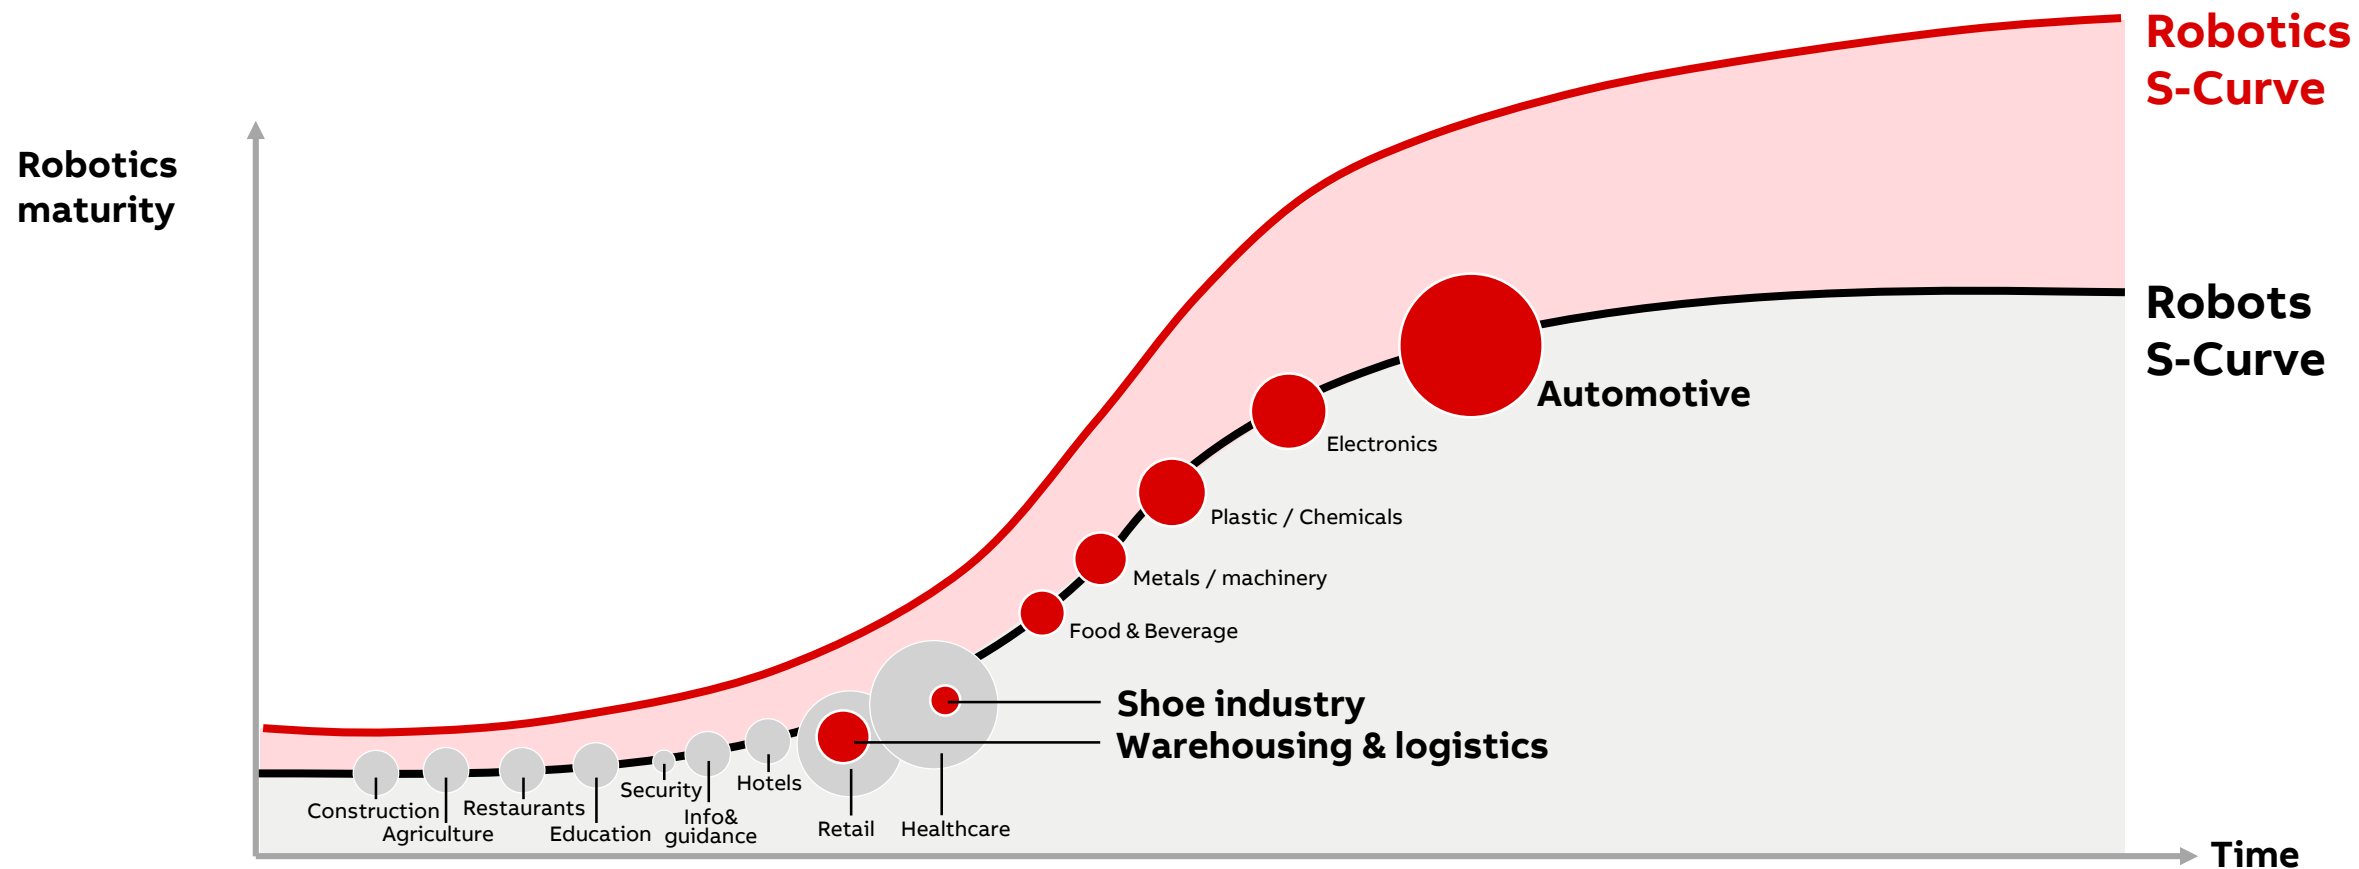 Robotics
S-Curve
Robotics
maturity
Robots
S-Curve
Automotive
Electronics
Plastic / Chemicals
Metals / machinery
Food & Beverage
Shoe industry
Warehousing & logistics
Construction
Agriculture
Restaurants
Education
Security
Info&
guidance
Hotels
Retail
Healthcare
Time